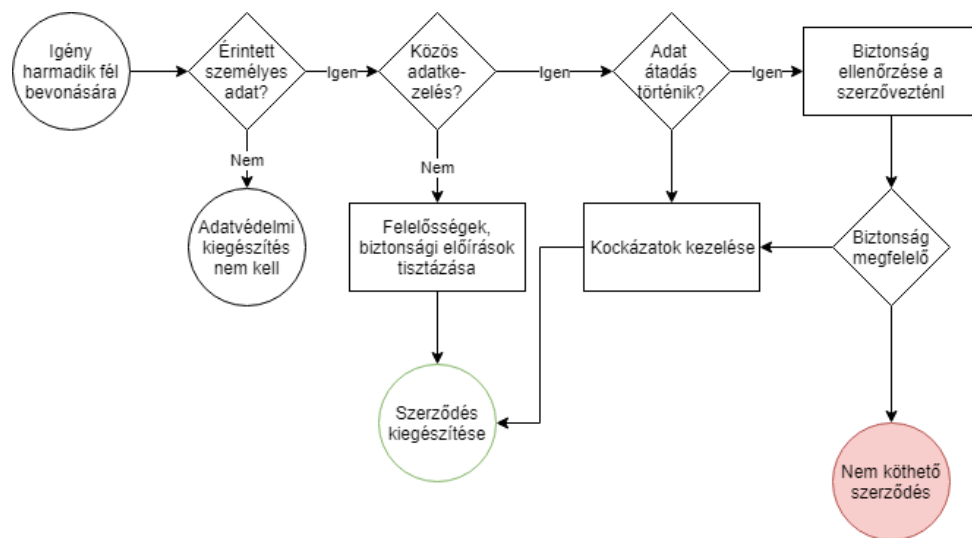 Igény
harmadik fél
bevonására
Érintett
személyes
adat?
Igen
Közös
adatke-
zelés?
Igen
Adat
átadás
történik?
Igen
Biztonság
ellenőrzése a
szerzővezténl
Nem
Nem
Adatvédelmi
kiegészítés
nem kell
Felelősségek,
biztonsági előírások
tisztázása
Kockázatok kezelése
Biztonság
megfelelő
Szerződés
kiegészítése
Nem köthető
szerződés